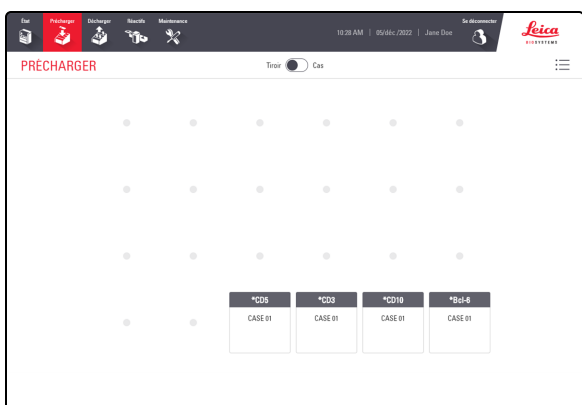 État Précharger Décharger Réactifs Maintenance Se déconnecter
10:28 AM | 05/déc /2022 | Jane Doe
Leica
BIOSYSTEMS
PRÉCHARGER Tiroir Cas
*CD5 *CD3 *CD10 *Bcl-6
CASE 01 CASE 01 CASE 01 CASE 01